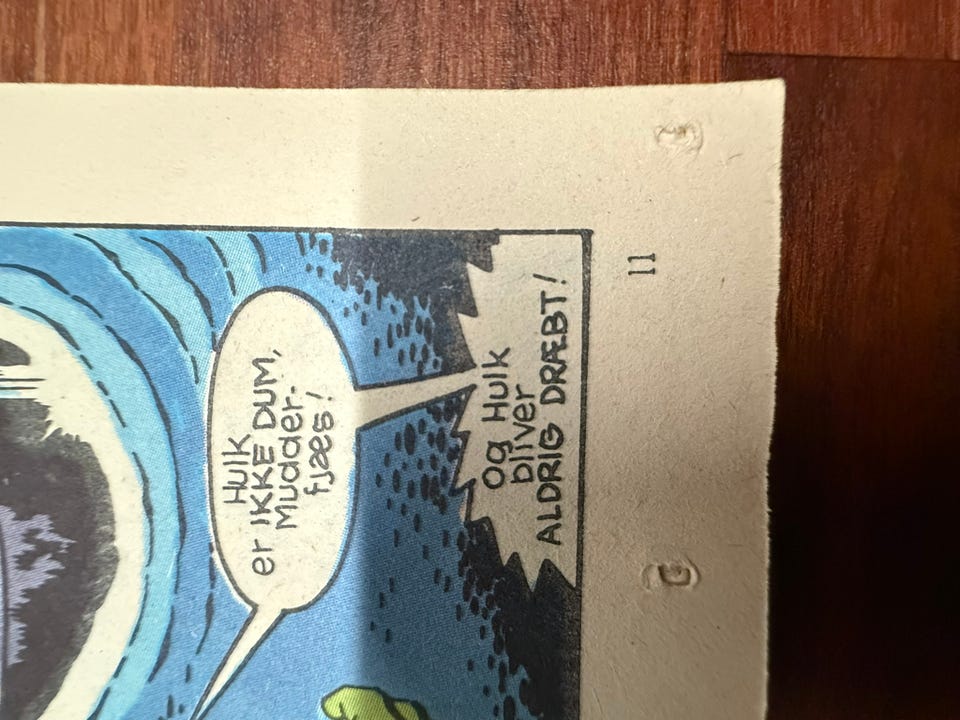 Hulk
er IKKE DUM,
Mudder-
fjæs!
Og Hulk
bliver
ALDRIG DRÆBT!
11